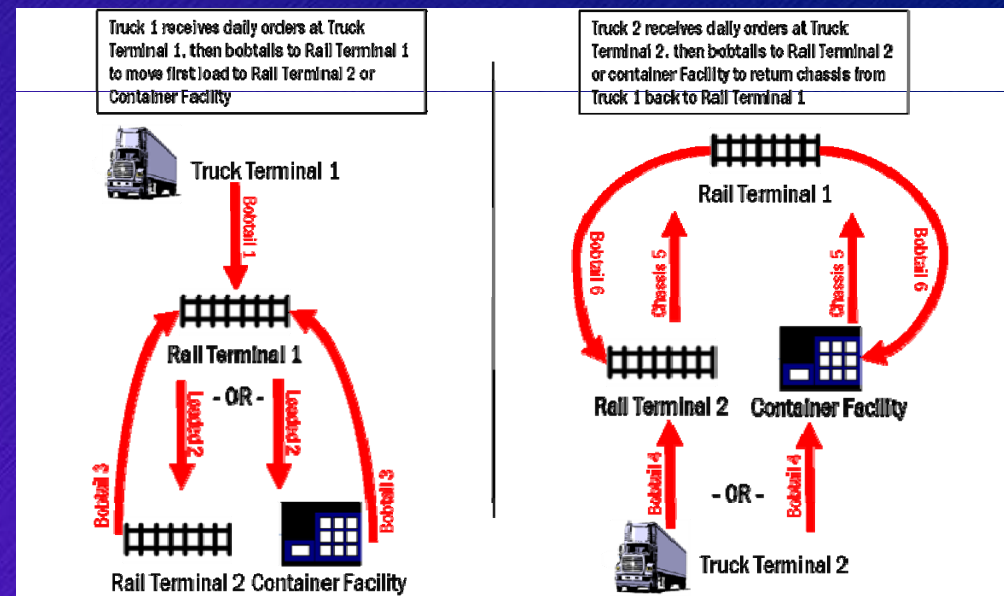 Truck 1 receives daily orders at Truck
Terminal 1, then bobtails to Rail Terminal 1
to move first load to Rail Terminal 2 or
Container Facility
Truck Terminal 1
Bobtail 1
Rail Terminal 1
- OR -
Loaded 2
Loaded 2
Bobtail 3
Bobtail 3
Rail Terminal 2
Container Facility
Truck 2 receives daily orders at Truck
Terminal 2, then bobtails to Rail Terminal 2
or container Facility to return chassis from
Truck 1 back to Rail Terminal 1
Rail Terminal 1
Bobtail 6
Chassis 5
Chassis 5
Bobtail 6
Rail Terminal 2
Container Facility
Bobtail 4
- OR -
Bobtail 4
Truck Terminal 2